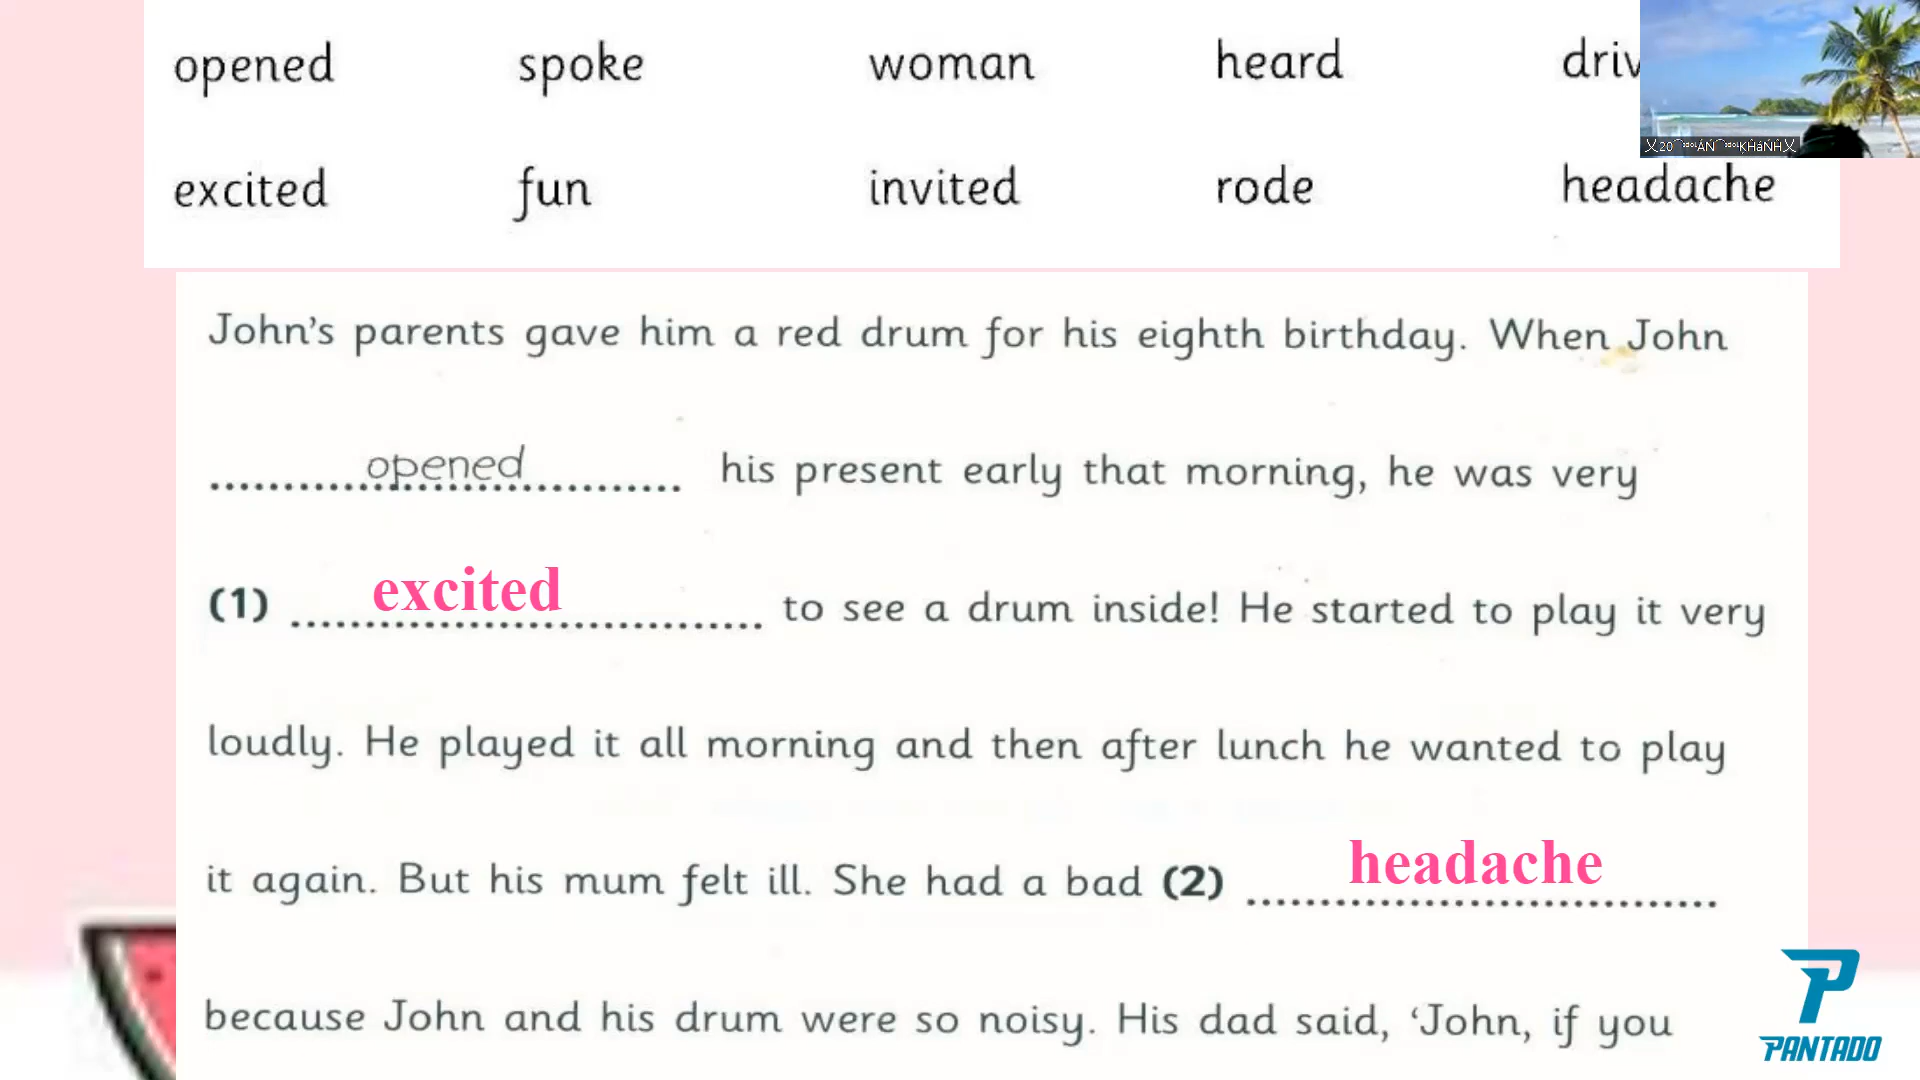 opened spoke woman heard driv
excited fun invited rode headache
John's parents gave him a red drum for his eighth birthday. When John
opened his present early that morning, he was very
(1) excited to see a drum inside! He started to play it very
loudly. He played it all morning and then after lunch he wanted to play
it again. But his mum felt ill. She had a bad (2) headache
because John and his drum were so noisy. His dad said, ‘John, if you
PANTADO